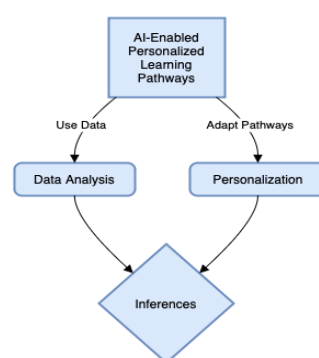 AI-Enabled
Personalized
Learning
Pathways
Use Data
Adapt Pathways
Data Analysis
Personalization
Inferences